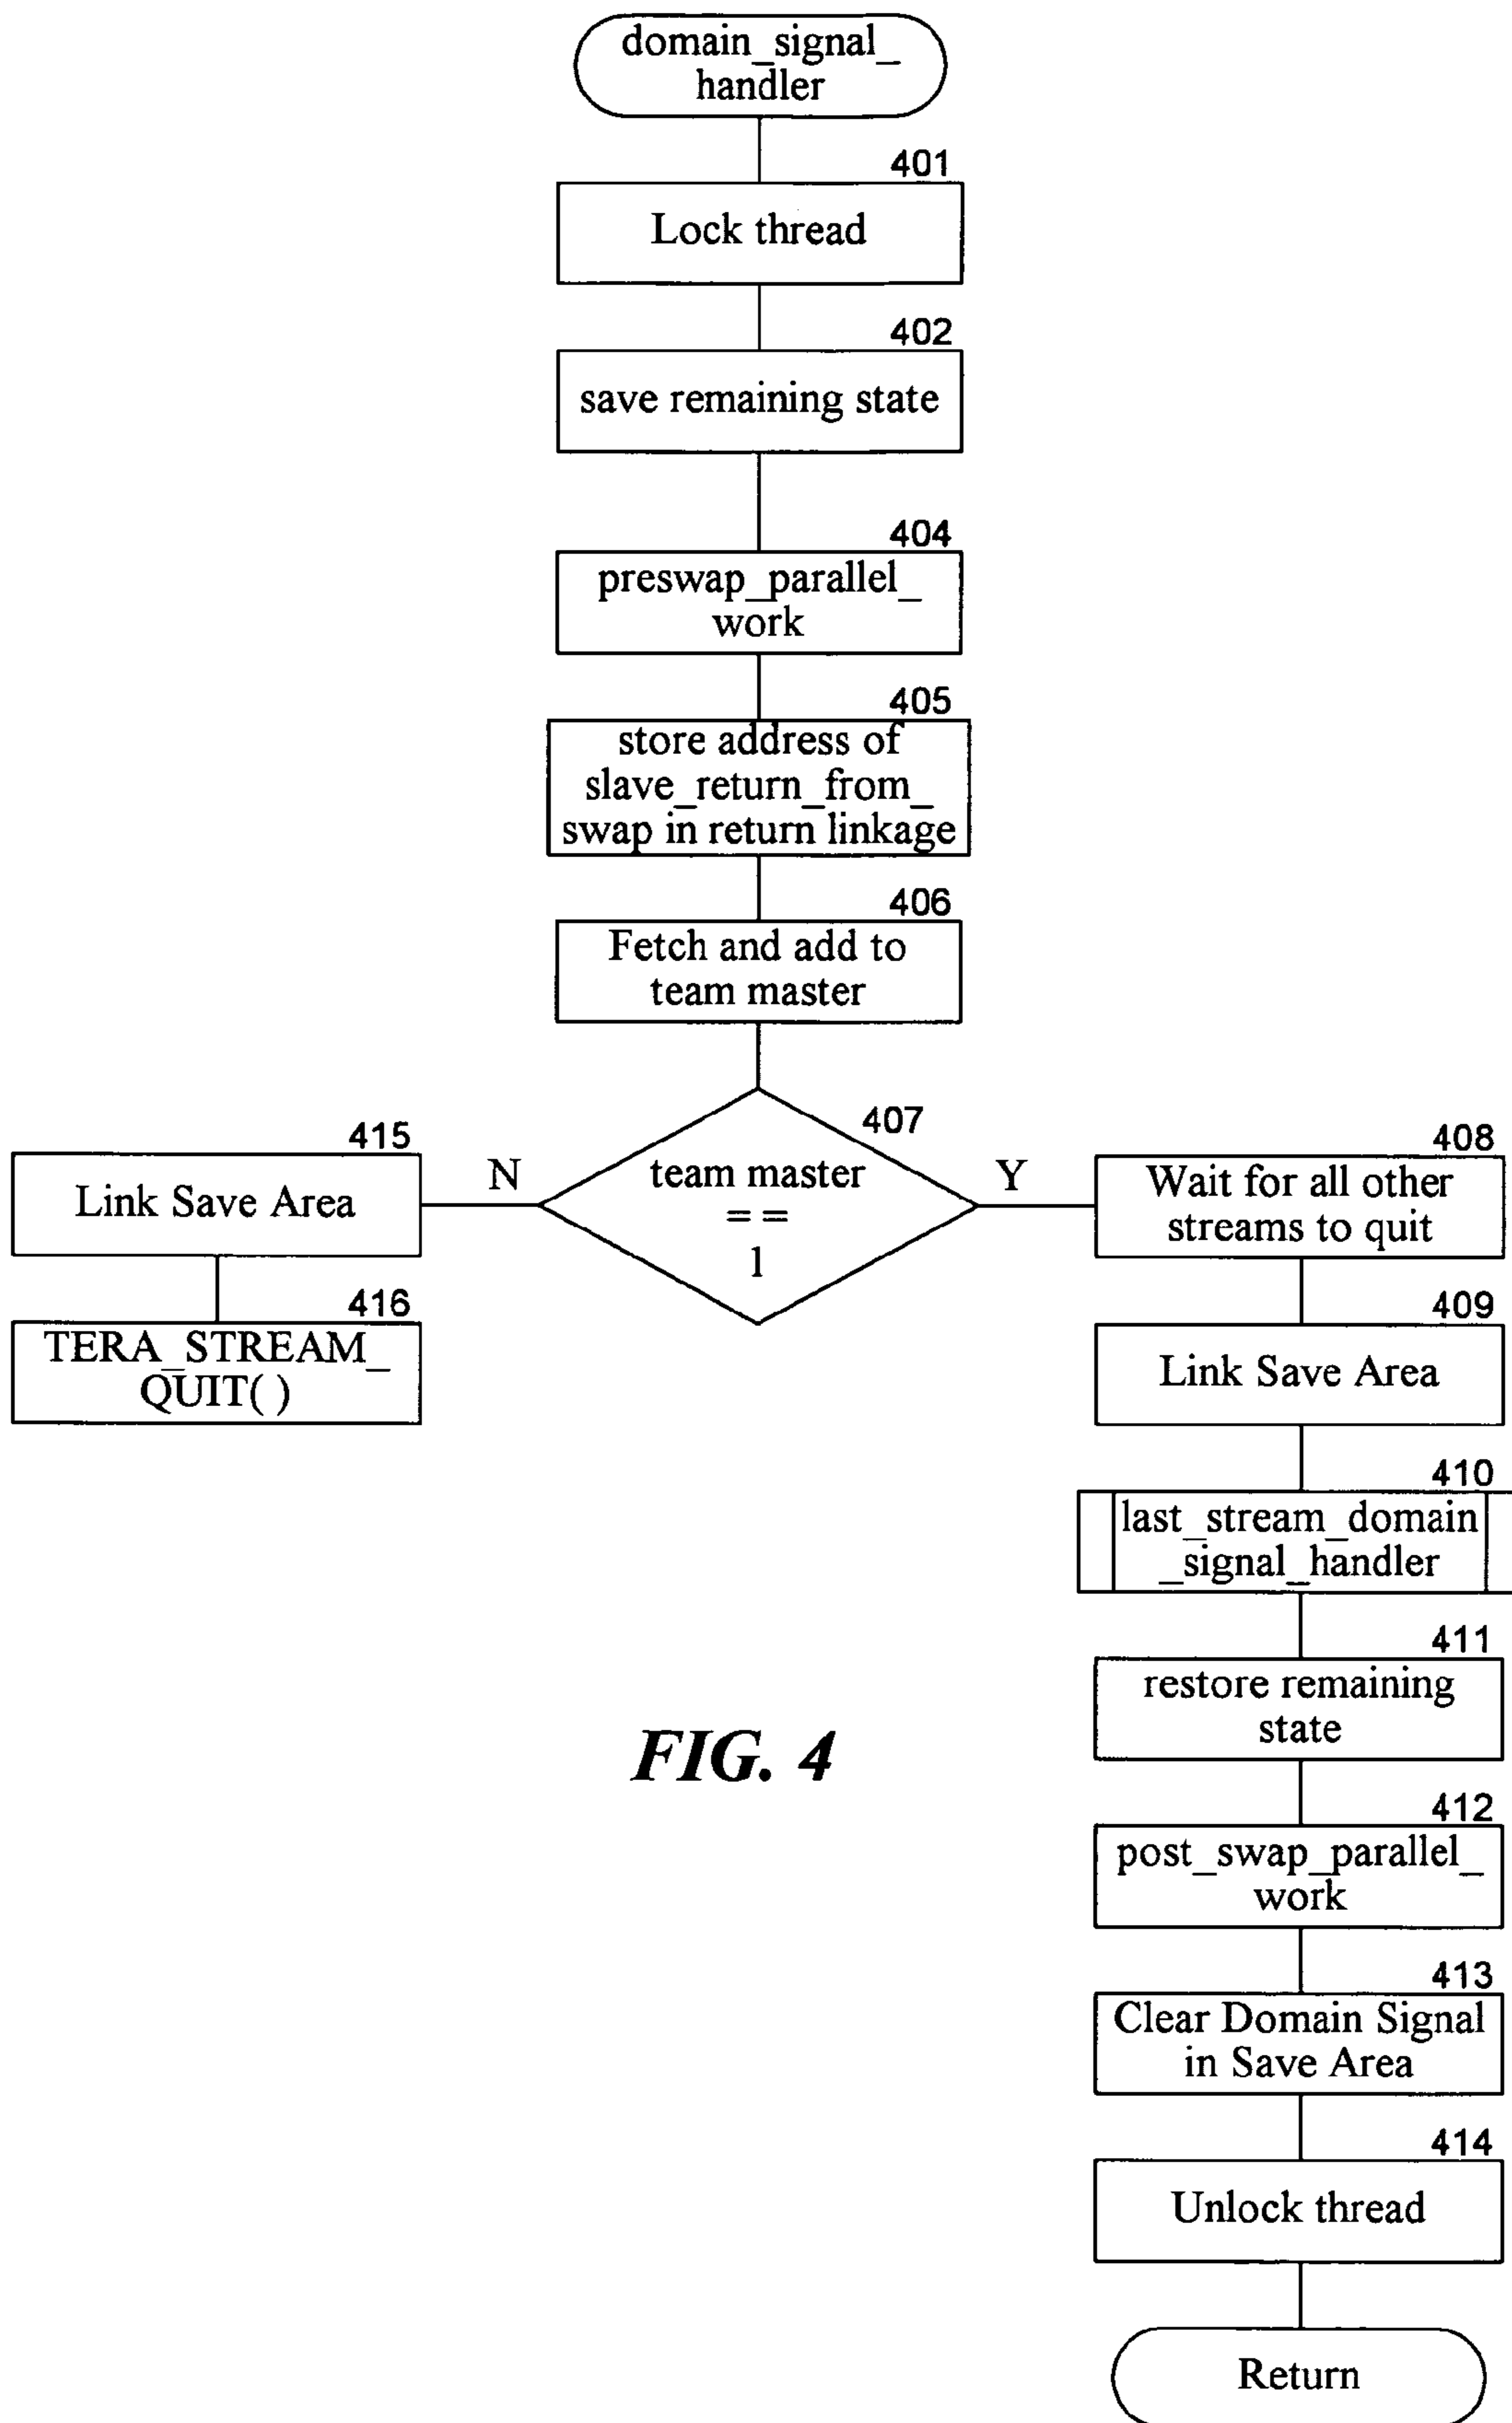 domain_signal_
handler
401
Lock thread
402
save remaining state
404
preswap_parallel_
work
405
store address of
slave_return_from_
swap in return linkage
406
Fetch and add to
team master
407
team master
==
1
N
Y
415
Link Save Area
416
TERA_STREAM_
QUIT( )
408
Wait for all other
streams to quit
409
Link Save Area
410
last_stream_domain
_signal_handler
411
restore remaining
state
412
post_swap_parallel_
work
413
Clear Domain Signal
in Save Area
414
Unlock thread
Return
FIG. 4